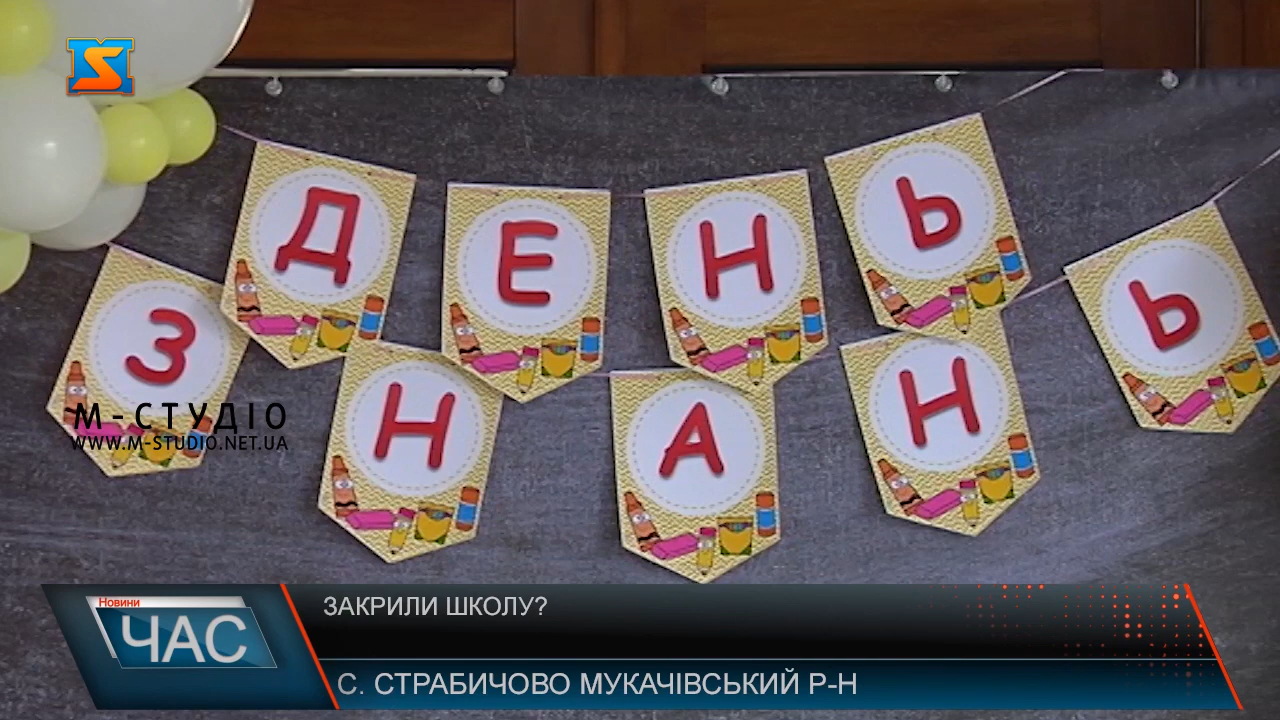 ДЕНЬ
ЗНАНЬ
М-СТУДІО
WWW.M-STUDIO.NET.UA
Новини
ЧАС
ЗАКРИЛИ ШКОЛУ?
С. СТРАБИЧОВО МУКАЧІВСЬКИЙ Р-Н